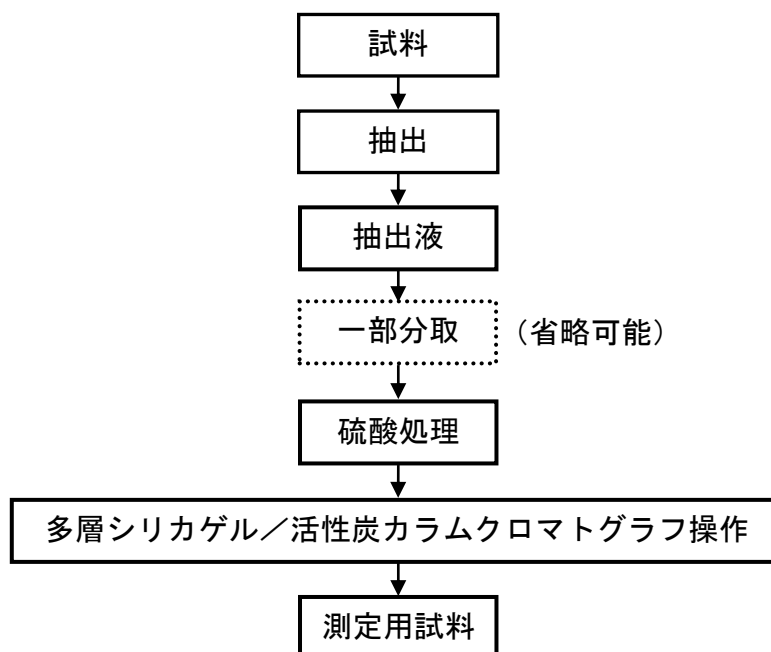 試料
抽出
抽出液
一部分取 （省略可能）
硫酸処理
多層シリカゲル／活性炭カラムクロマトグラフ操作
測定用試料